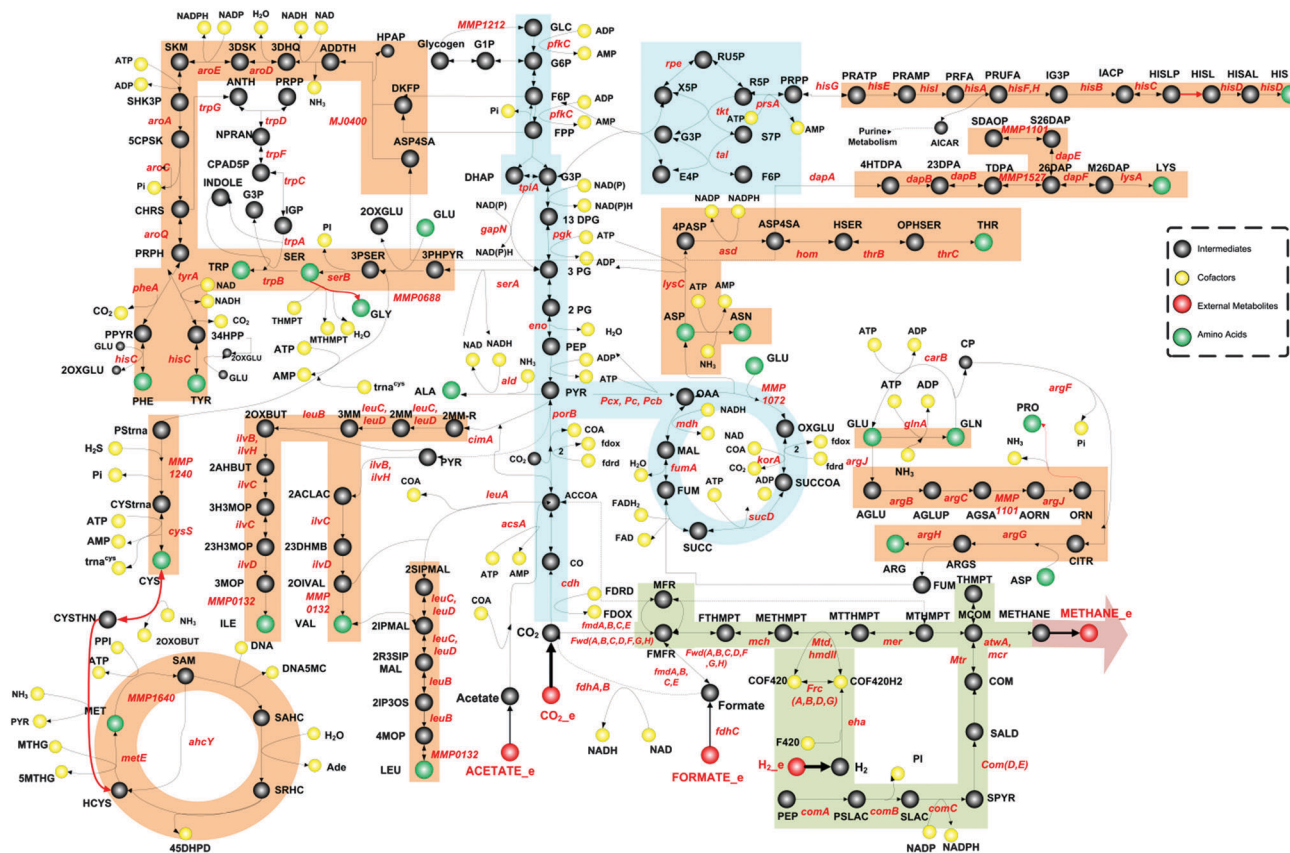 NADPH
NADP
H₂O
NADH
NAD
ATP
ADP
SKM
3DSK
3DHQ
ADDTH
HPAP
aroE
aroD
NH₃
SHK3P
ANTH
PRPP
trpG
trpD
aroA
5CPSK
NPRAN
trpF
aroC
CPAD5P
INDOLE
G3P
trpC
Pi
CHRS
IGP
trpA
aroQ
PRPH
tyrA
TRP
trpB
SER
serB
PI
3PSER
3PHPYR
2OXGLU
GLU
MJ0400
DKFP
ASP4SA
MMP0688
GLY
THMPT
MTHMPT
H₂O
pheA
NAD
NADH
CO₂
CO₂
PPYR
34HPP
GLU
2OXGLU
hisC
hisC
2OXGLU
GLU
PHE
TYR
ATP
AMP
trna^cys
Glycogen
G1P
MMP1212
GLC
pfkC
ADP
AMP
G6P
F6P
Pi
pfkC
ADP
AMP
FPP
DHAP
tpiA
G3P
NAD(P)
NAD(P)H
NAD(P)
gapN
NAD(P)H
13 DPG
pgk
ATP
ADP
3 PG
serA
2 PG
eno
H₂O
PEP
ADP
ATP
NAD
NADH
NH₃
ALA
ald
PYR
Pcx, Pc, Pcb
porB
COA
fdox
fdrd
CO₂
2
ACCOA
leuA
COA
acsA
ATP
AMP
COA
CO
cdh
FDRD
FDOX
CO₂
rpe
RU5P
X5P
R5P
prsA
PRPP
tkt
ATP
AMP
G3P
S7P
tal
E4P
F6P
hisG
PRATP
hisE
PRAMP
hisI
PRFA
hisA
PRUFA
hisF,H
IG3P
hisB
IACP
hisC
HISLP
HISL
hisD
HISAL
hisD
HIS
Purine
Metabolism
AICAR
SDAOP
MMP1101
S26DAP
dapE
dapA
4HTDPA
dapB
23DPA
dapB
TDPA
MMP1527
26DAP
dapF
M26DAP
lysA
LYS
NADP
NADPH
4PASP
asd
ASP4SA
hom
HSER
thrB
OPHSER
thrC
THR
lysC
ATP
AMP
ASP
ASN
NH₃
GLU
MMP
1072
Intermediates
Cofactors
External Metabolites
Amino Acids
OAA
NADH
mdh
MAL
NAD
COA
CO₂
korA
OXGLU
fdox
2
fdrd
SUCCOA
H₂O
fumA
FUM
FADH₂
FAD
SUCC
ATP
ADP
sucD
ATP
ADP
carB
CP
ATP
ADP
argF
glnA
GLU
GLN
PRO
NH₃
NH₃
Pi
argJ
AGLU
argB
AGLUP
argC
AGSA
MMP
1101
AORN
argJ
ORN
ARG
argH
ARGS
argG
CITR
FUM
ASP
PStrna
H₂S
Pi
MMP
1240
CYStrna
ATP
AMP
trna^cys
cysS
CYS
CYSTHN
NH₃
2OXOBUT
2OXBUT
leuB
3MM
leuC,
leuD
2MM
leuC,
leuD
2MM-R
cimA
ilvB,
ilvH
2AHBUT
ilvC
3H3MOP
ilvC
23H3MOP
ilvD
3MOP
MMP0132
ILE
PYR
ilvB,
ilvH
2ACLAC
ilvC
23DHMB
ilvD
2OIVAL
MMP
0132
VAL
2SIPMAL
leuC,
leuD
2IPMAL
leuC,
leuD
2R3SIP
MAL
leuB
2IP3OS
leuB
4MOP
MMP0132
LEU
PPI
ATP
SAM
DNA
DNA5MC
NH₃
PYR
MET
MMP1640
SAHC
MTHG
5MTHG
metE
ahcY
H₂O
Ade
HCYS
SRHC
45DHPD
Acetate
ACETATE_e
CO₂_e
fdhA,B
NADH
NAD
Formate
fdhC
FORMATE_e
MFR
fmdA,B,C,E
Fwd(A,B,C,D,F,G,H)
FMFR
fmdA,B,
C,E
Fwd(A,B,C,D,F
,G,H)
FTHMPT
mch
METHMPT
Mtd,
hmdII
MTTHMPT
mer
MTHMPT
THMPT
MCOM
METHANE
atwA,
mcr
METHANE_e
Mtr
COM
COF420
Frc
(A,B,D,G)
COF420H2
eha
F420
H₂_e
H₂
SALD
Com(D,E)
PI
SPYR
PEP
comA
PSLAC
comB
SLAC
comC
NADP
NADPH